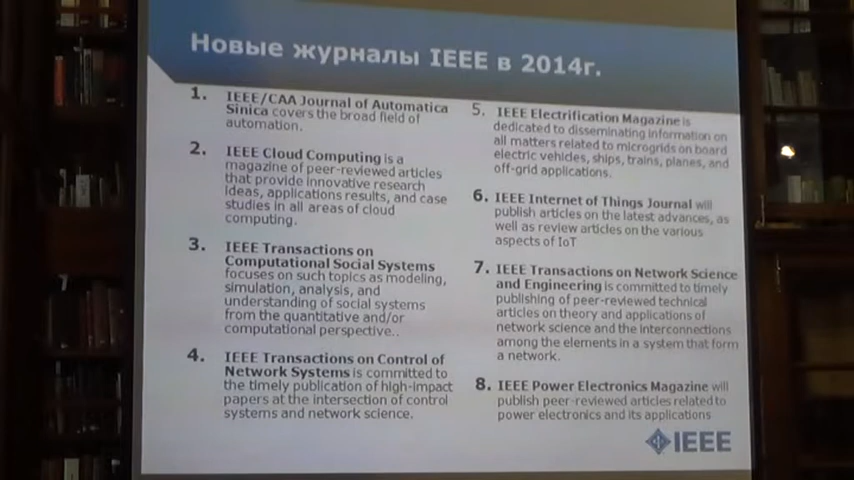 Новые журналы IEEE в 2014г.
1. IEEE/CAA Journal of Automatica
Sinica covers the broad field of
automation.
2. IEEE Cloud Computing is a
magazine of peer-reviewed articles
that provide innovative research
ideas, applications results, and case
studies in all areas of cloud
computing.
3. IEEE Transactions on
Computational Social Systems
focuses on such topics as modeling,
simulation, analysis, and
understanding of social systems
from the quantitative and/or
computational perspective..
4. IEEE Transactions on Control of
Network Systems is committed to
the timely publication of high-impact
papers at the intersection of control
systems and network science.
5. IEEE Electrification Magazine is
dedicated to disseminating information on
all matters related to microgrids on board
electric vehicles, ships, trains, planes, and
off-grid applications.
6. IEEE Internet of Things Journal will
publish articles on the latest advances, as
well as review articles on the various
aspects of IoT
7. IEEE Transactions on Network Science
and Engineering is committed to timely
publishing of peer-reviewed technical
articles on theory and applications of
network science and the interconnections
among the elements in a system that form
a network.
8. IEEE Power Electronics Magazine will
publish peer-reviewed articles related to
power electronics and its applications
IEEE